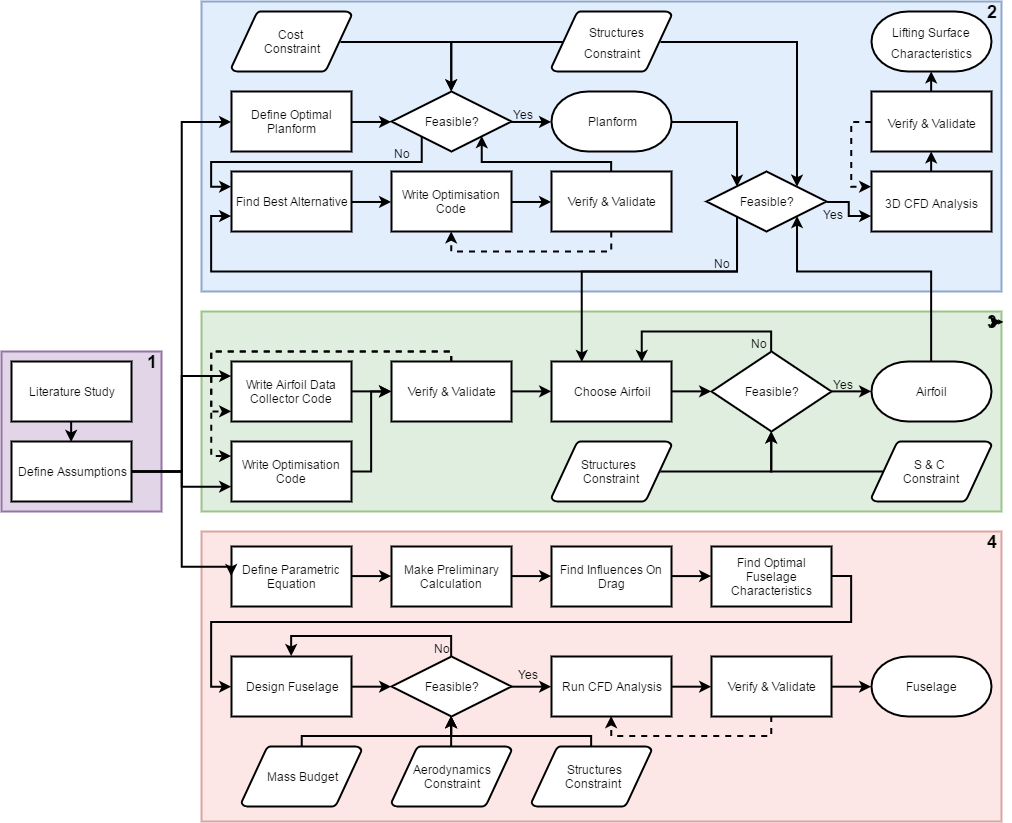 2
Cost
Constraint
Structures
Constraint
Lifting Surface
Characteristics
Define Optimal
Planform
Feasible?
Yes
Planform
Verify & Validate
No
Find Best Alternative
Write Optimisation
Code
Verify & Validate
Feasible?
Yes
3D CFD Analysis
No
3
1
Literature Study
Define Assumptions
Write Airfoil Data
Collector Code
Verify & Validate
Choose Airfoil
No
Feasible?
Yes
Airfoil
Write Optimisation
Code
Structures
Constraint
S & C
Constraint
4
Define Parametric
Equation
Make Preliminary
Calculation
Find Influences On
Drag
Find Optimal
Fuselage
Characteristics
No
Design Fuselage
Feasible?
Yes
Run CFD Analysis
Verify & Validate
Fuselage
Mass Budget
Aerodynamics
Constraint
Structures
Constraint